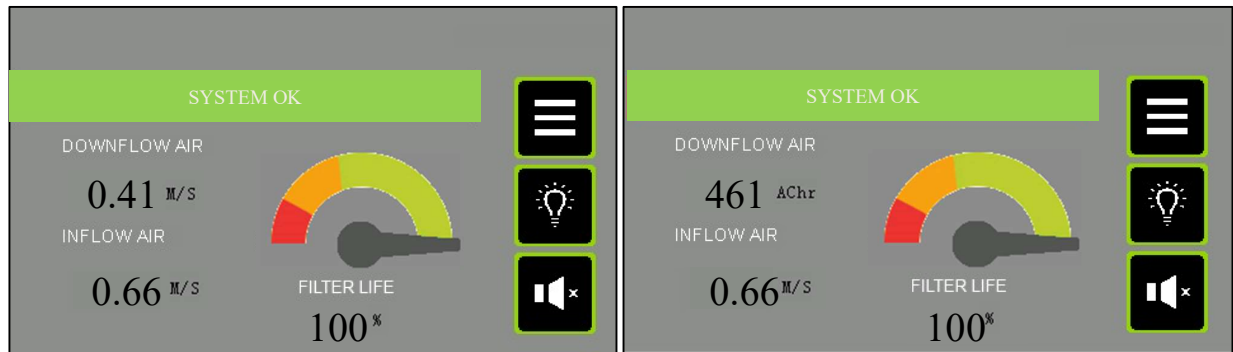 SYSTEM OK
DOWNFLOW AIR
0.41 M/S
INFLOW AIR
0.66 M/S
FILTER LIFE
100%
SYSTEM OK
DOWNFLOW AIR
461 AChr
INFLOW AIR
0.66 M/S
FILTER LIFE
100%